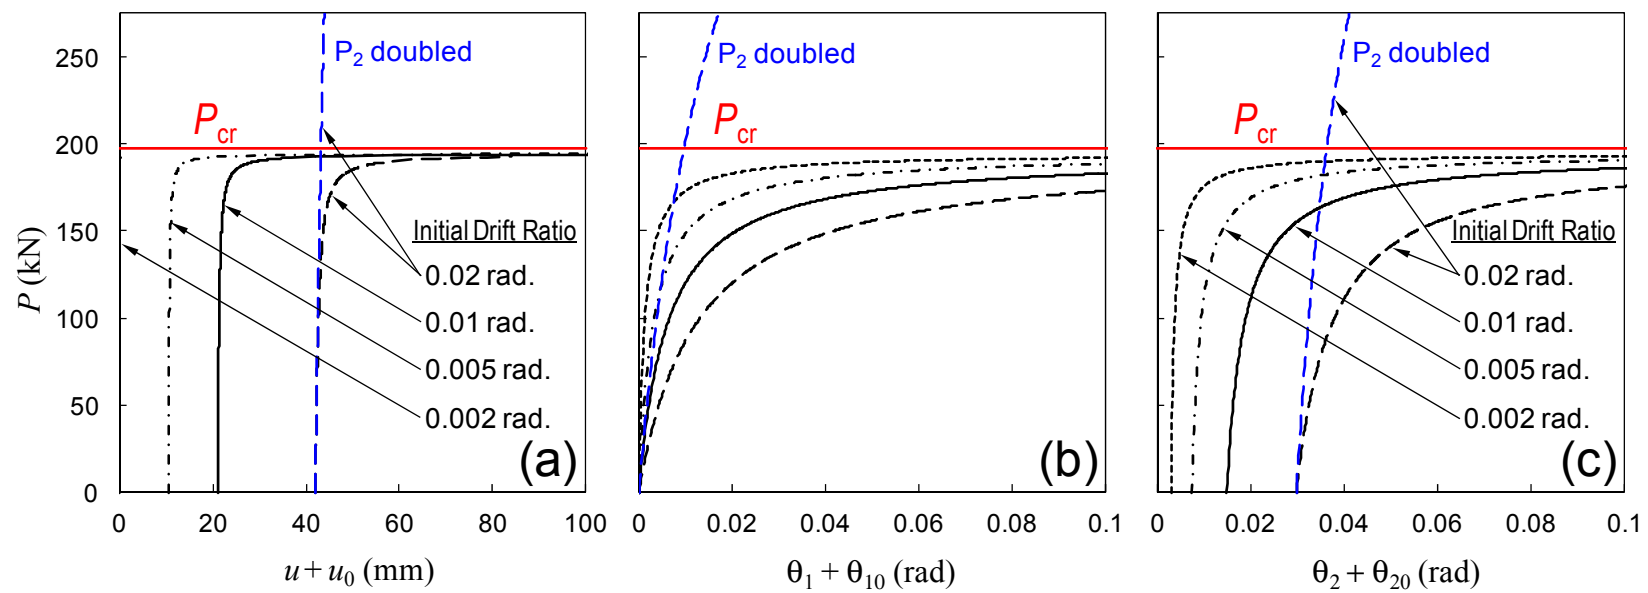 P (kN)
250
200
150
100
50
0
P₂ doubled
P_cr
Initial Drift Ratio
0.02 rad.
0.01 rad.
0.005 rad.
0.002 rad.
(a)
0 20 40 60 80 100
u + u₀ (mm)
P₂ doubled
P_cr
(b)
0 0.02 0.04 0.06 0.08 0.1
θ₁ + θ₁₀ (rad)
P₂ doubled
P_cr
Initial Drift Ratio
0.02 rad.
0.01 rad.
0.005 rad.
0.002 rad.
(c)
0 0.02 0.04 0.06 0.08 0.1
θ₂ + θ₂₀ (rad)